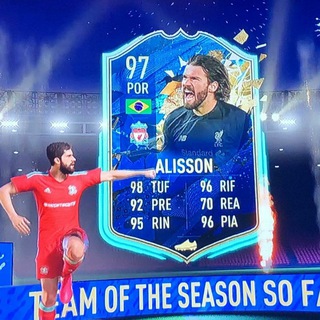 97
POR
ALISSON
98 TUF 96 RIF
92 PRE 70 REA
95 RIN 96 PIA
TEAM OF THE SEASON SO FA